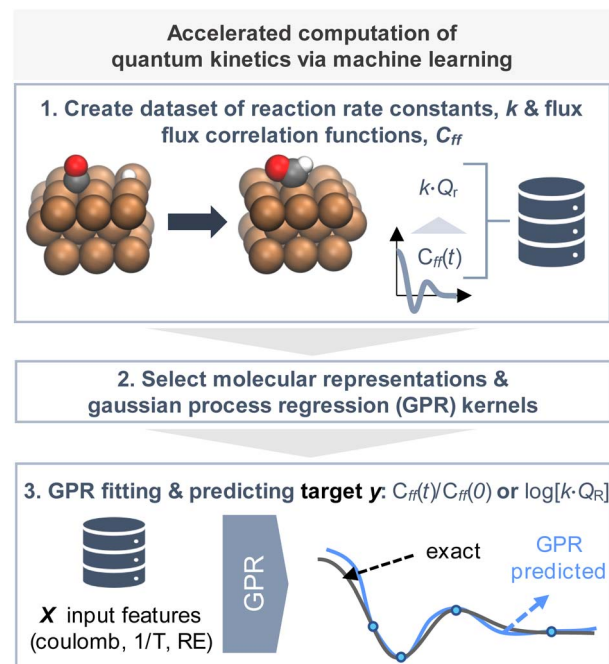 Accelerated computation of
quantum kinetics via machine learning
1. Create dataset of reaction rate constants, k & flux
flux correlation functions, Cff
k·Qr
Cff(t)
2. Select molecular representations &
gaussian process regression (GPR) kernels
3. GPR fitting & predicting target y: Cff(t)/Cff(0) or log[k·QR]
GPR
exact
GPR
predicted
X input features
(coulomb, 1/T, RE)